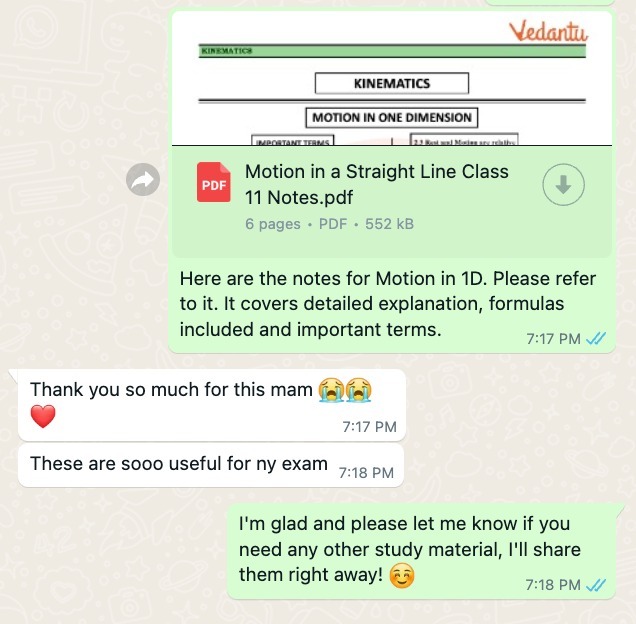 Vedantu
KINEMATICS
KINEMATICS
MOTION IN ONE DIMENSION
IMPORTANT TERMS
2.3 Rest and Motion are relative
PDF
Motion in a Straight Line Class
11 Notes.pdf
6 pages • PDF • 552 kB
Here are the notes for Motion in 1D. Please refer
to it. It covers detailed explanation, formulas
included and important terms.
7:17 PM
Thank you so much for this mam 😭😭
❤️
7:17 PM
These are sooo useful for ny exam
7:18 PM
I'm glad and please let me know if you
need any other study material, I'll share
them right away! ☺️
7:18 PM